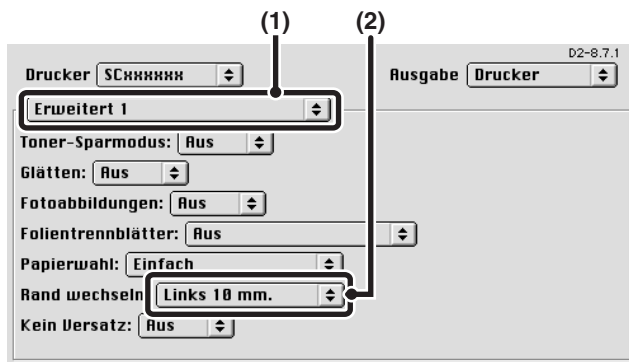 (1) (2)
D2-8.7.1
Drucker SCxxxxxx Ausgabe Drucker
Erweitert 1
Toner-Sparmodus: Aus
Glätten: Aus
Fotoabbildungen: Aus
Folientrennblätter: Aus
Papierwahl: Einfach
Rand wechseln Links 10 mm.
Kein Versatz: Aus